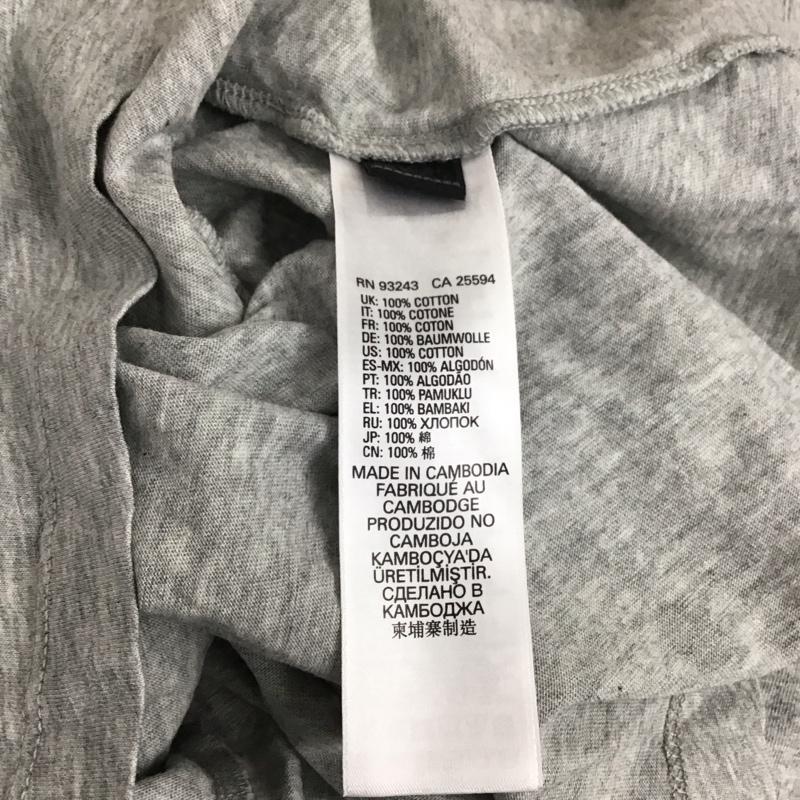 RN 93243 CA 25594
UK: 100% COTTON
IT: 100% COTONE
FR: 100% COTON
DE: 100% BAUMWOLLE
US: 100% COTTON
ES-MX: 100% ALGODÓN
PT: 100% ALGODÃO
TR: 100% PAMUKLU
EL: 100% BAMBAKI
RU: 100% ХЛОПОК
JP: 100% 綿
CN: 100% 棉
MADE IN CAMBODIA
FABRIQUÉ AU
CAMBODGE
PRODUZIDO NO
CAMBOJA
KAMBOÇYA'DA
ÜRETİLMİŞTİR.
СДЕЛАНО В
КАМБОДЖА
柬埔寨制造